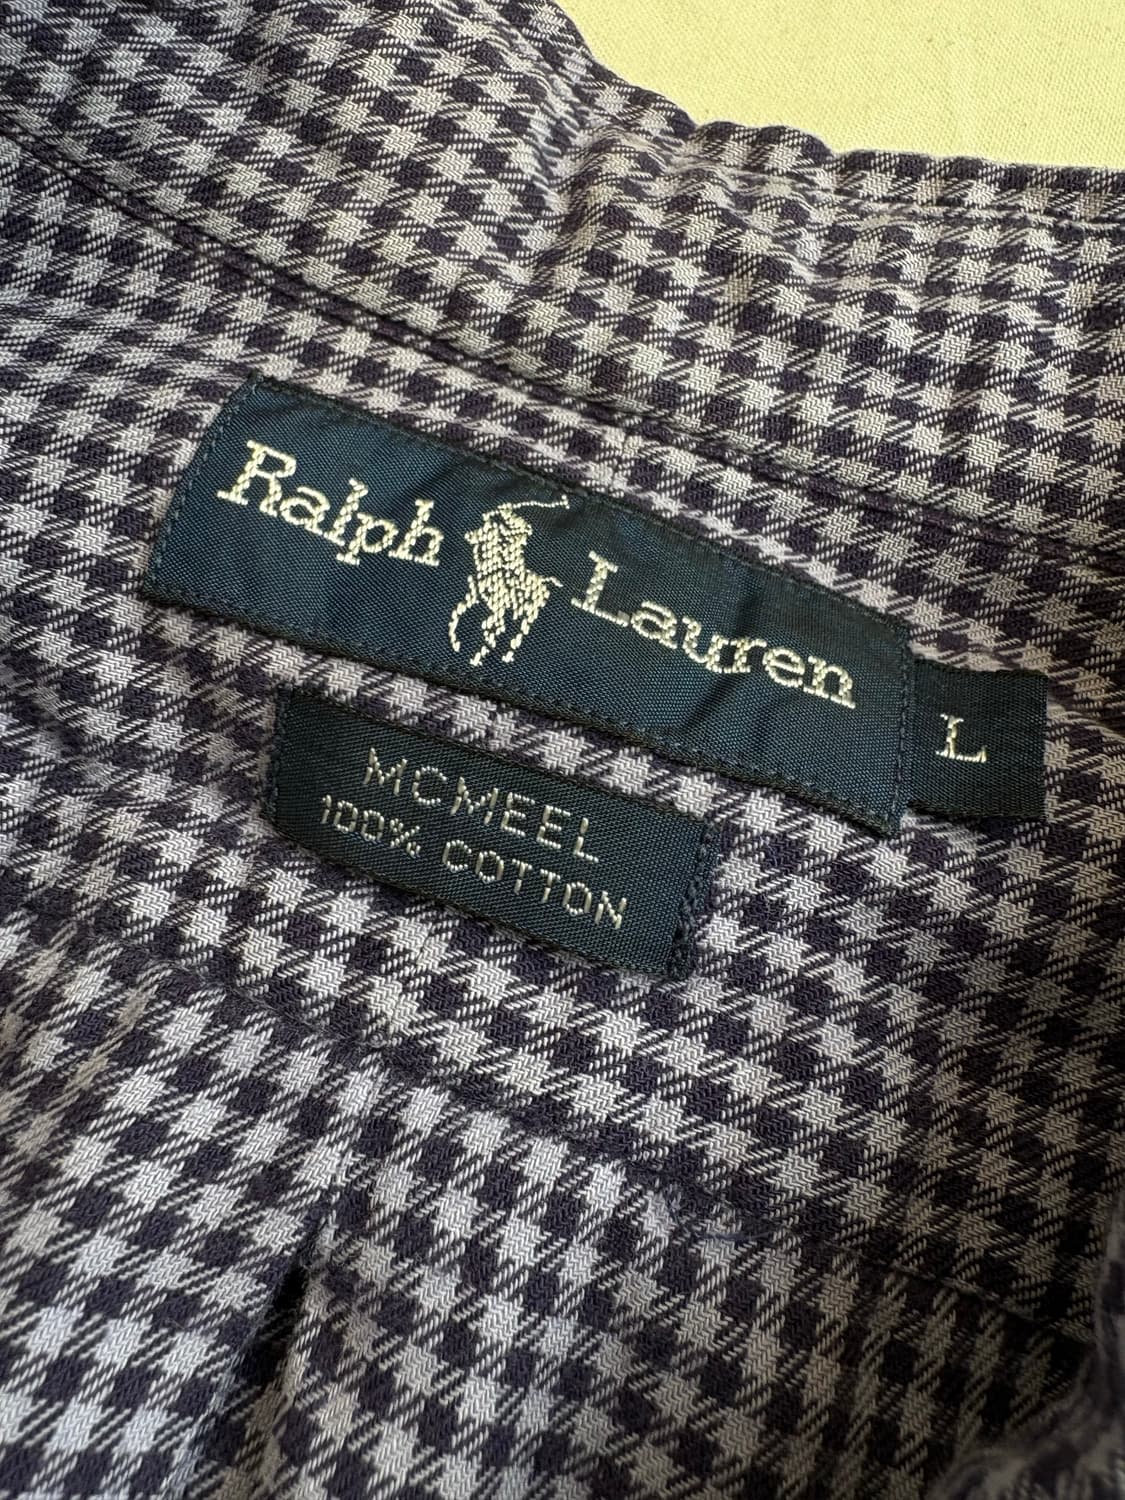 Ralph Lauren
L
MCMEEL
100% COTTON